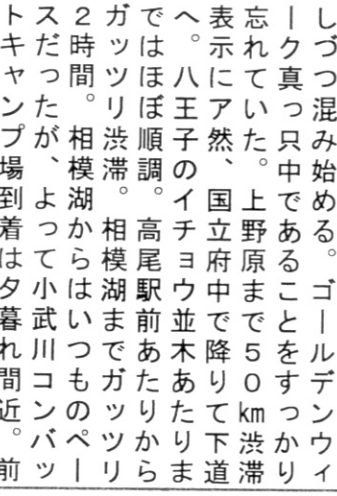 しづつ混み始める。ゴールデンウィ
ーク真っ只中であることをすっかり
忘れていた。上野原まで５０㎞渋滞
表示にア然、国立府中で降りて下道
へ。八王子のイチョウ並木あたりま
ではほぼ順調。高尾駅前あたりから
ガッツリ渋滞。相模湖までガッツリ
２時間。相模湖からはいつものペー
スだったが、よって小武川コンバッ
トキャンプ場到着は夕暮れ間近。前